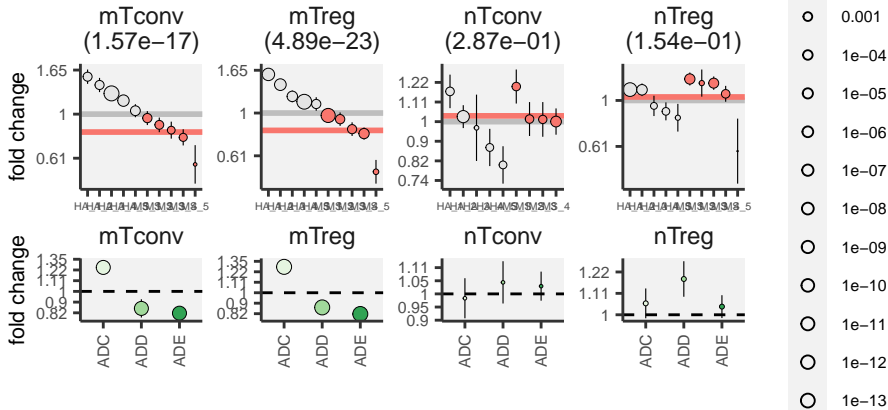 mTconv
(1.57e−17)
mTreg
(4.89e−23)
nTconv
(2.87e−01)
nTreg
(1.54e−01)
fold change
1.65
1
0.61
1.65
1
0.61
1.22
1.11
1
0.9
0.82
0.74
1
0.61
mTconv
mTreg
nTconv
nTreg
fold change
1.35
1.22
1.11
1
0.9
0.82
1.35
1.22
1.11
1
0.9
0.82
1.11
1.05
1
0.95
0.9
1.22
1.11
1
ADC
ADD
ADE
ADC
ADD
ADE
ADC
ADD
ADE
ADC
ADD
ADE
0.001
1e−04
1e−05
1e−06
1e−07
1e−08
1e−09
1e−10
1e−11
1e−12
1e−13